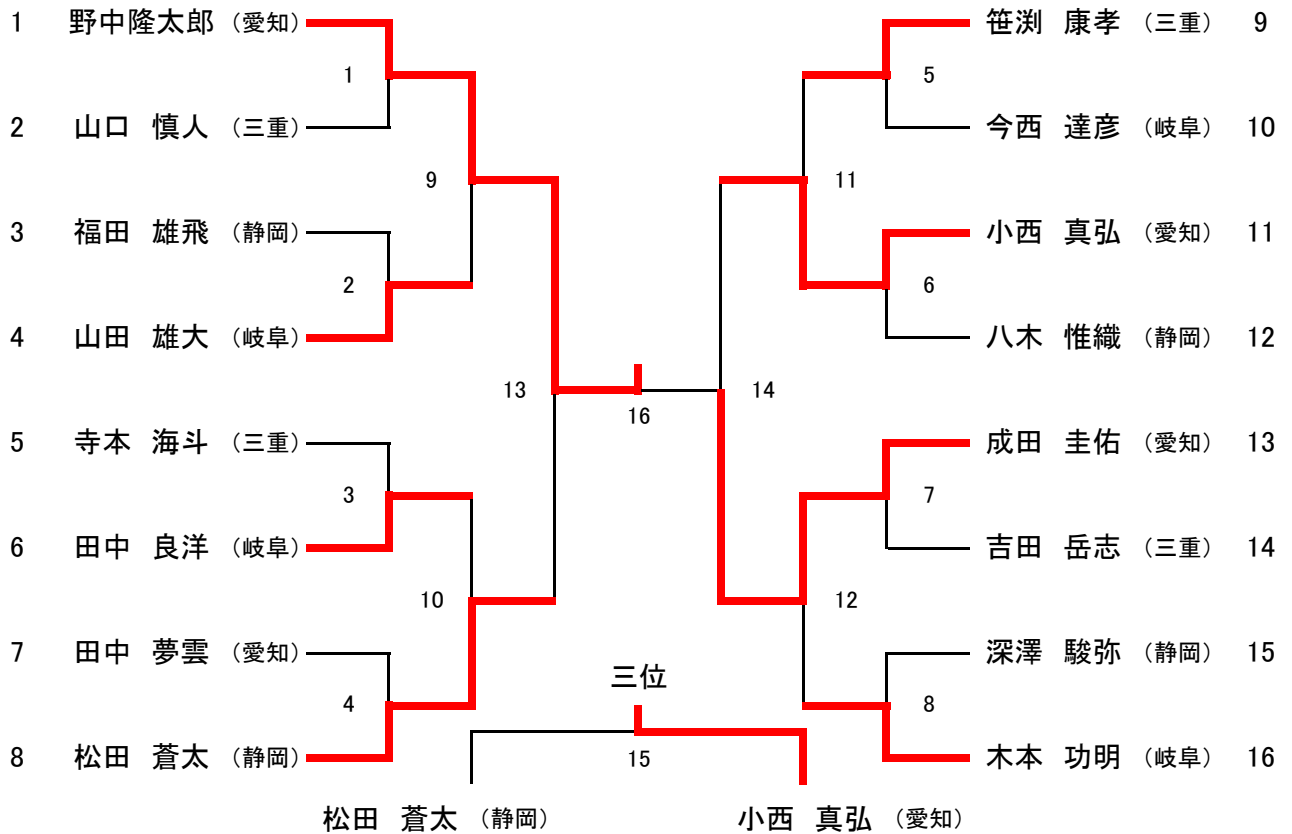 1 野中隆太郎 （愛知） 笹渕 康孝 （三重） 9
1 5
2 山口 慎人 （三重） 今西 達彦 （岐阜） 10
9 11
3 福田 雄飛 （静岡） 小西 真弘 （愛知） 11
2 6
4 山田 雄大 （岐阜） 八木 惟織 （静岡） 12
13 16 14
5 寺本 海斗 （三重） 成田 圭佑 （愛知） 13
3 7
6 田中 良洋 （岐阜） 吉田 岳志 （三重） 14
10 12
7 田中 夢雲 （愛知） 深澤 駿弥 （静岡） 15
三位
4 8
8 松田 蒼太 （静岡） 15 木本 功明 （岐阜） 16
松田 蒼太 （静岡） 小西 真弘 （愛知）